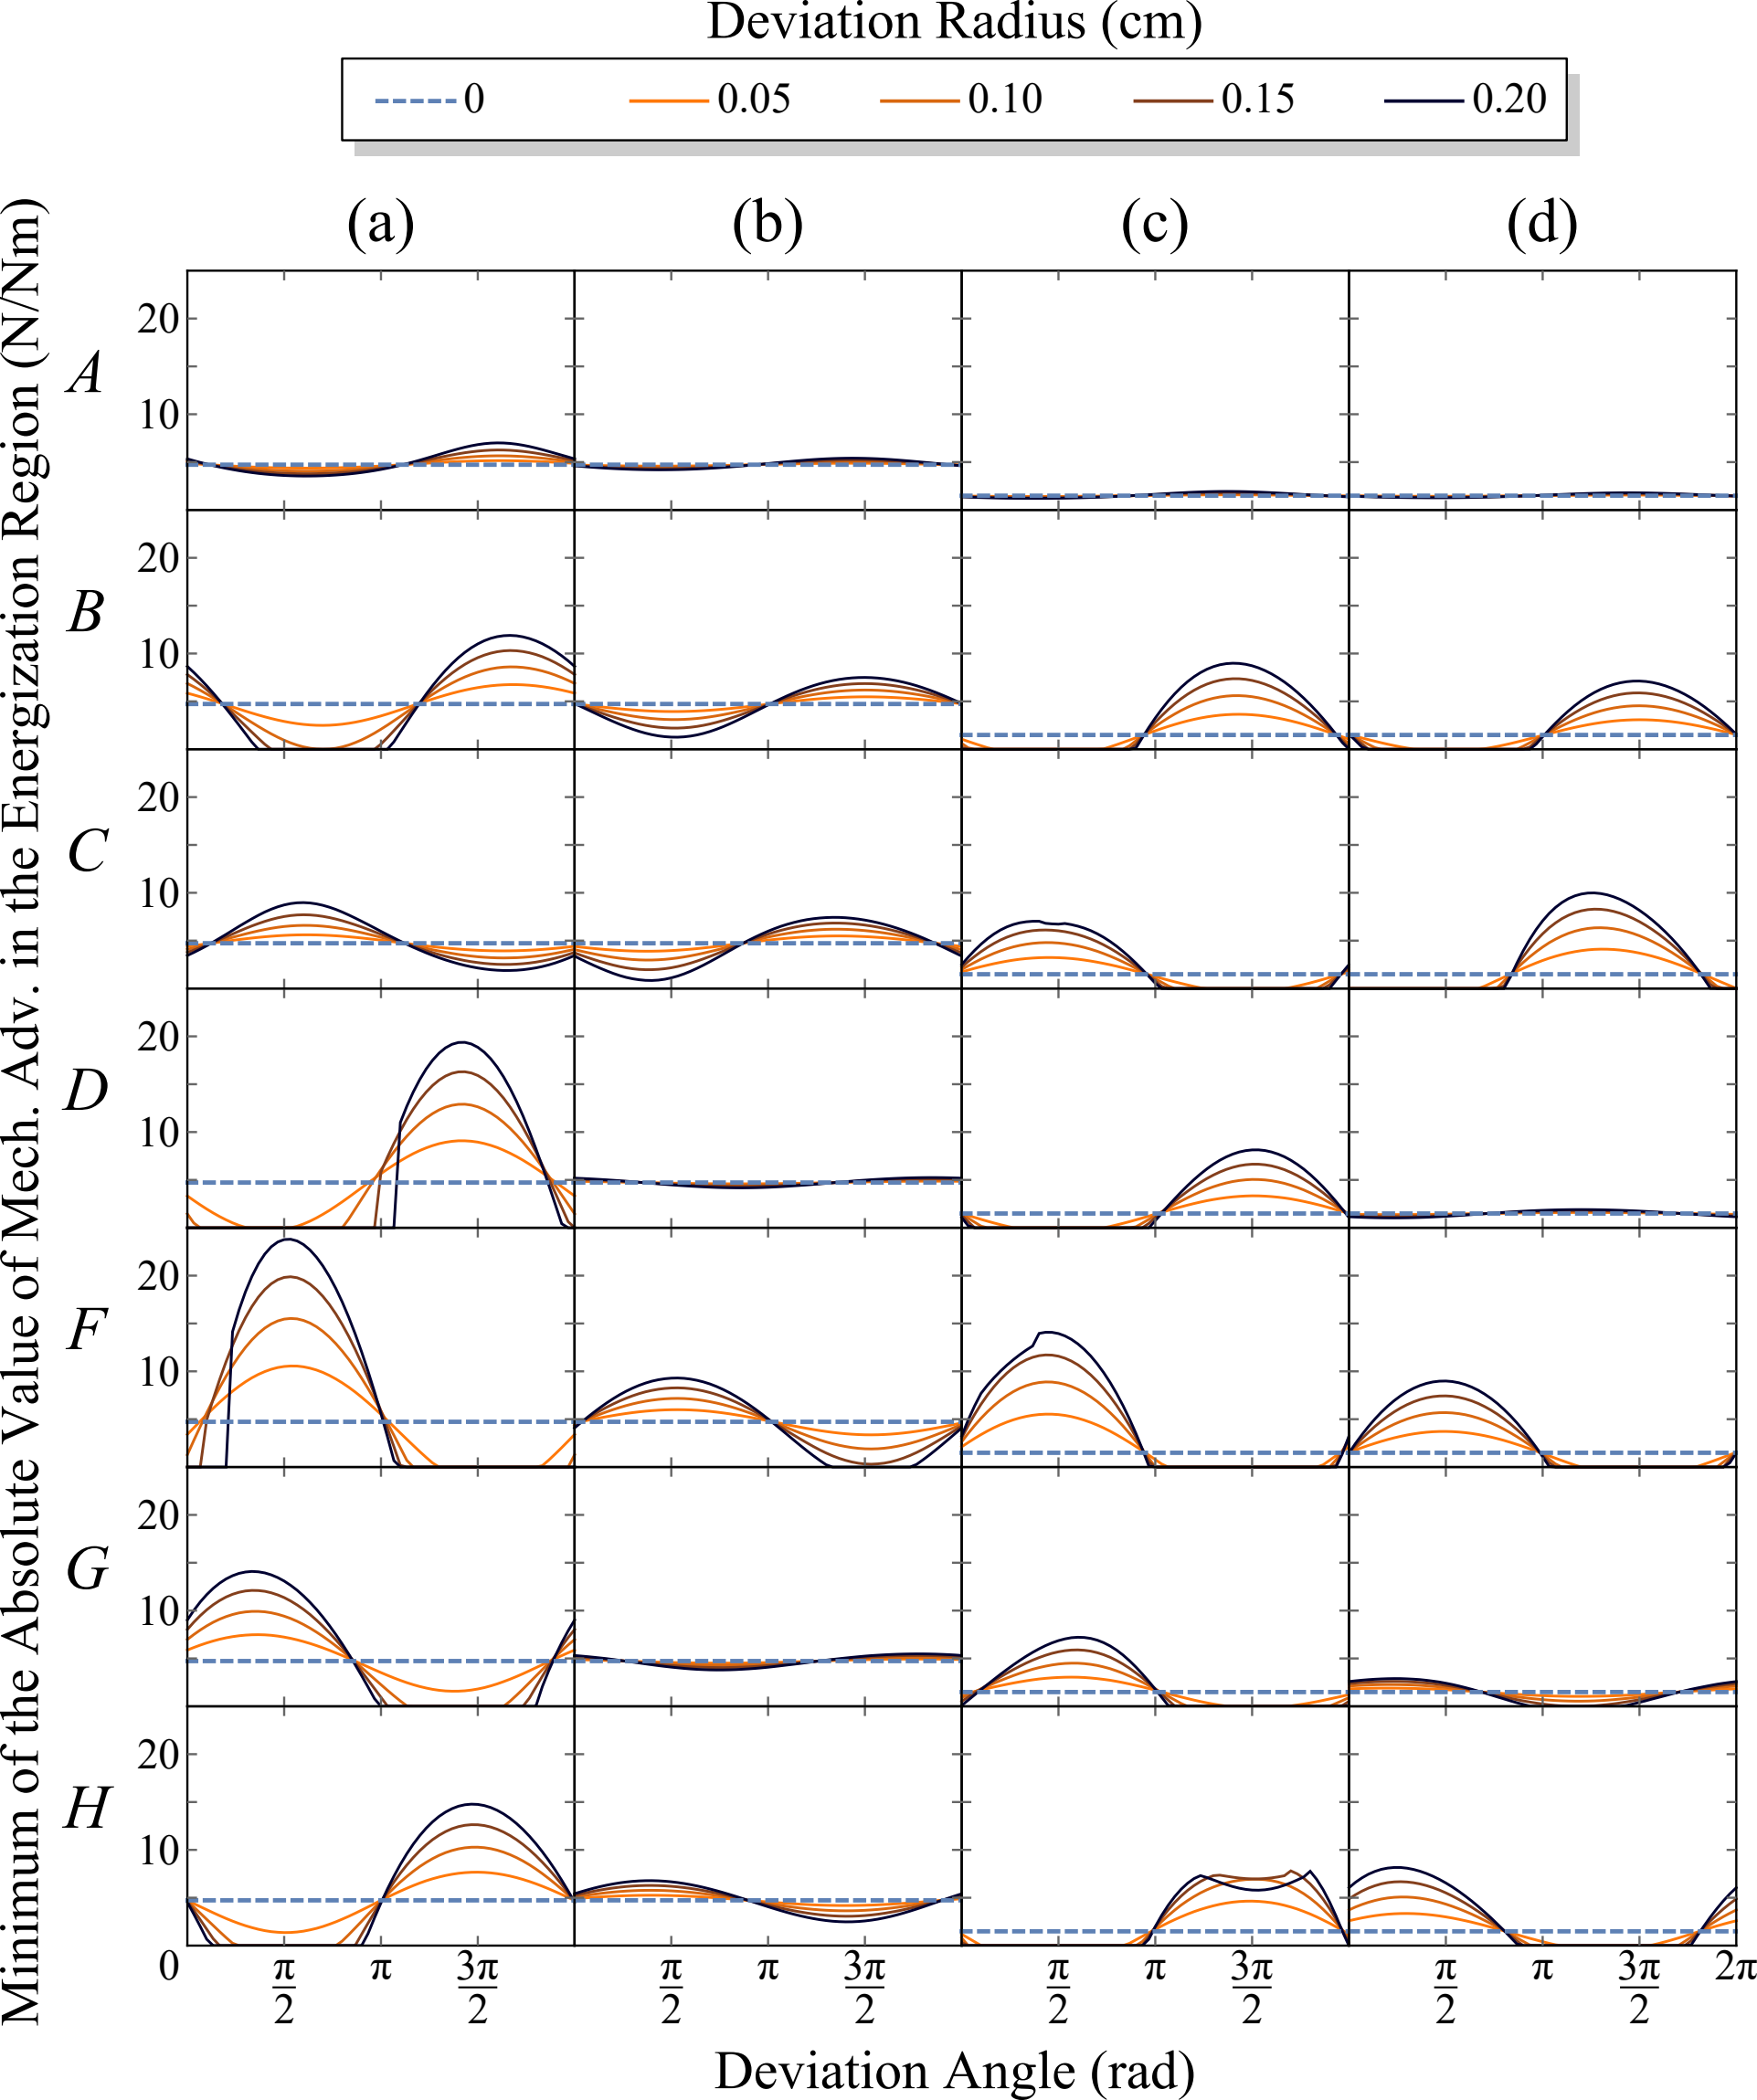 Deviation Radius (cm)
0 0.05 0.10 0.15 0.20
(a) (b) (c) (d)
Minimum of the Absolute Value of Mech. Adv. in the Energization Region (N/Nm)
A
20
10
B
20
10
C
20
10
D
20
10
F
20
10
G
20
10
H
20
10
0 π/2 π 3π/2 π/2 π 3π/2 π/2 π 3π/2 π/2 π 3π/2 2π
Deviation Angle (rad)